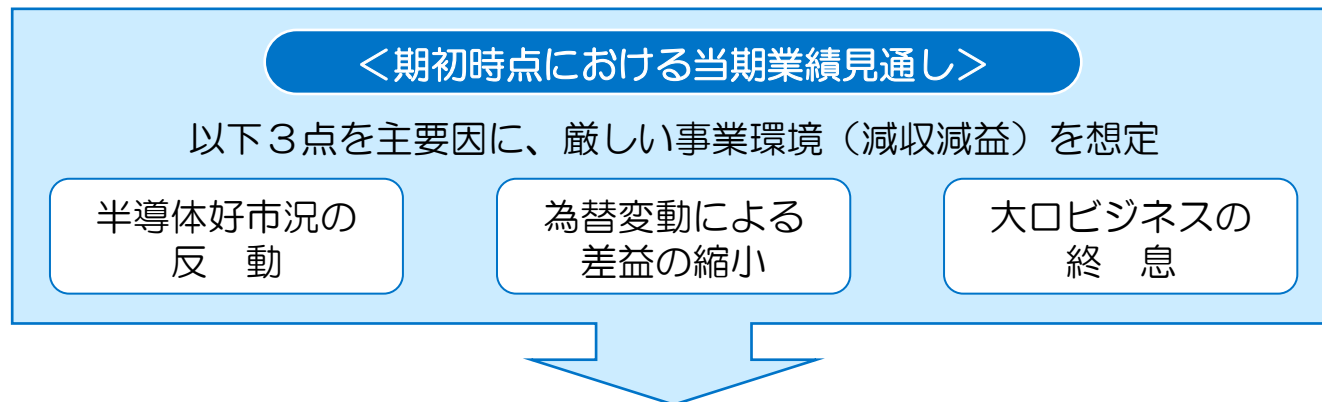 <期初時点における当期業績見通し>
以下3点を主要因に、厳しい事業環境（減収減益）を想定
半導体好市況の
反　動
為替変動による
差益の縮小
大口ビジネスの
終　息